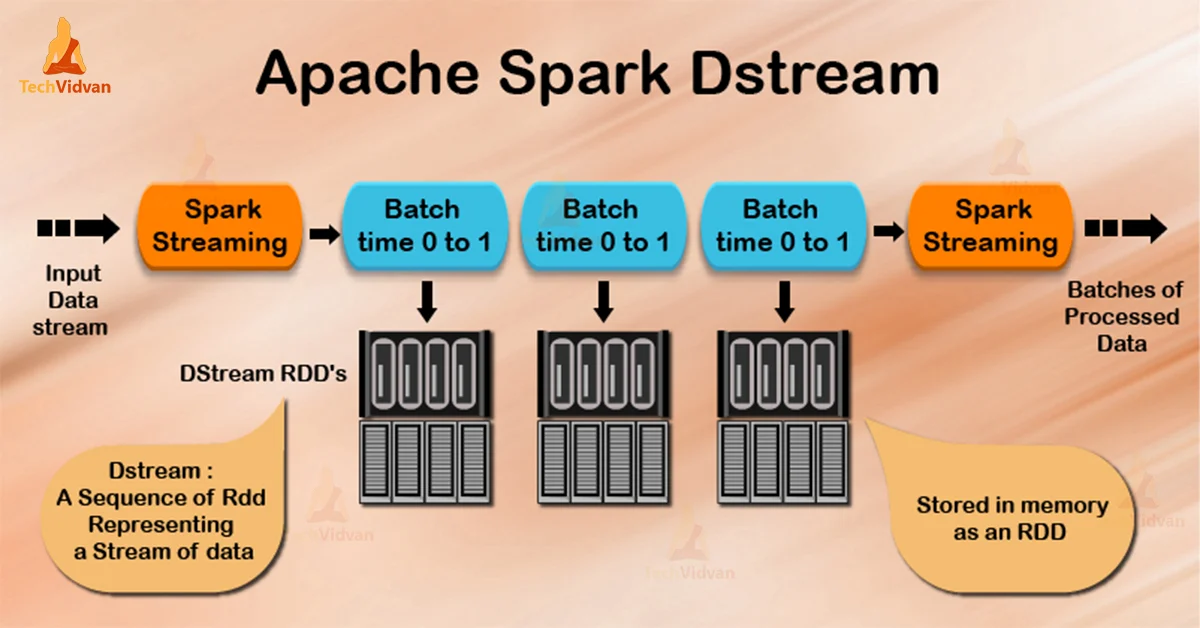 TechVidvan
Apache Spark Dstream
Input
Data
stream
Spark
Streaming
Batch
time 0 to 1
Batch
time 0 to 1
Batch
time 0 to 1
Spark
Streaming
Batches of
Processed
Data
DStream RDD's
Dstream :
A Sequence of Rdd
Representing
a Stream of data
Stored in memory
as an RDD
TechVidvan
TechVidvan